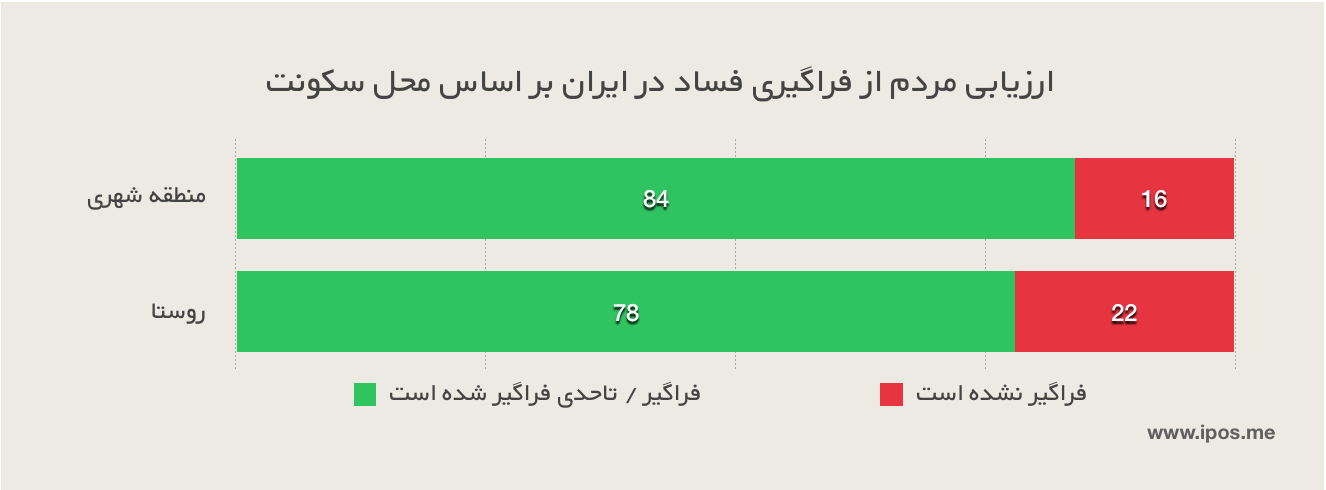 ارزیابی مردم از فراگیری فساد در ایران بر اساس محل سکونت
منطقه شهری
84
16
روستا
78
22
فراگیر / تاحدی فراگیر شده است
فراگیر نشده است
www.ipos.me